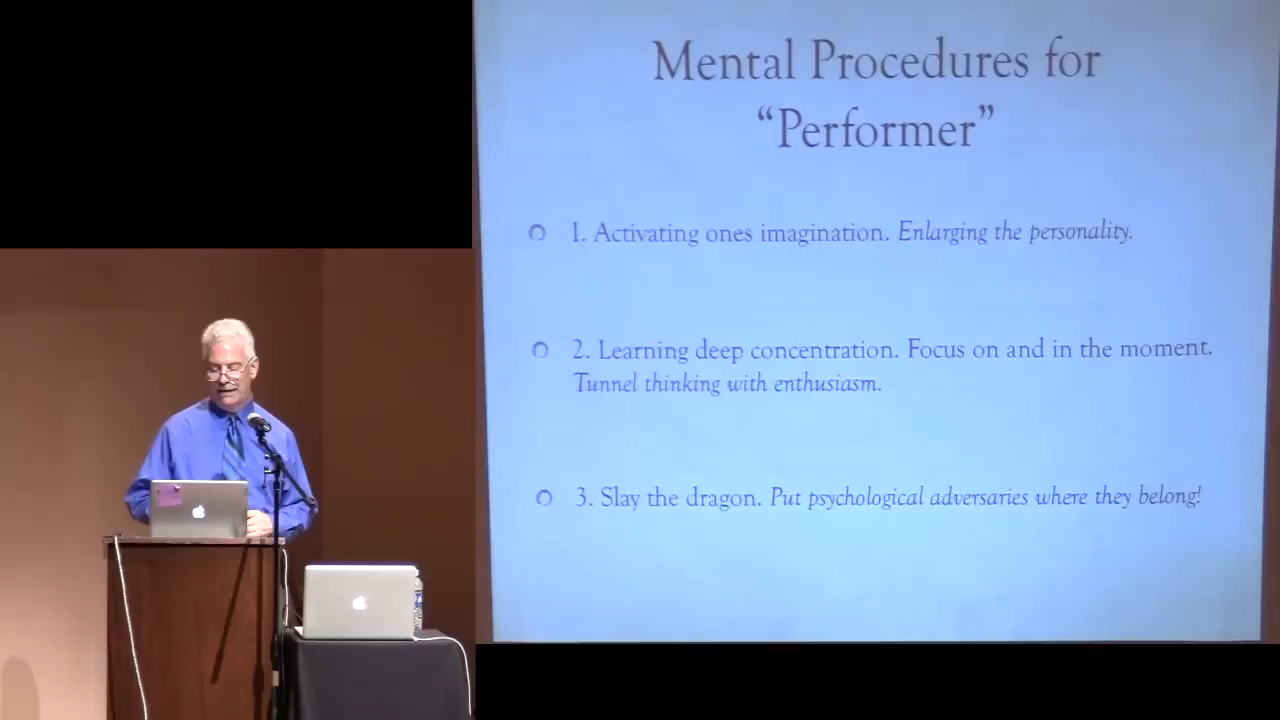 Mental Procedures for
“Performer”
1. Activating ones imagination. Enlarging the personality.
2. Learning deep concentration. Focus on and in the moment.
Tunnel thinking with enthusiasm.
3. Slay the dragon. Put psychological adversaries where they belong!